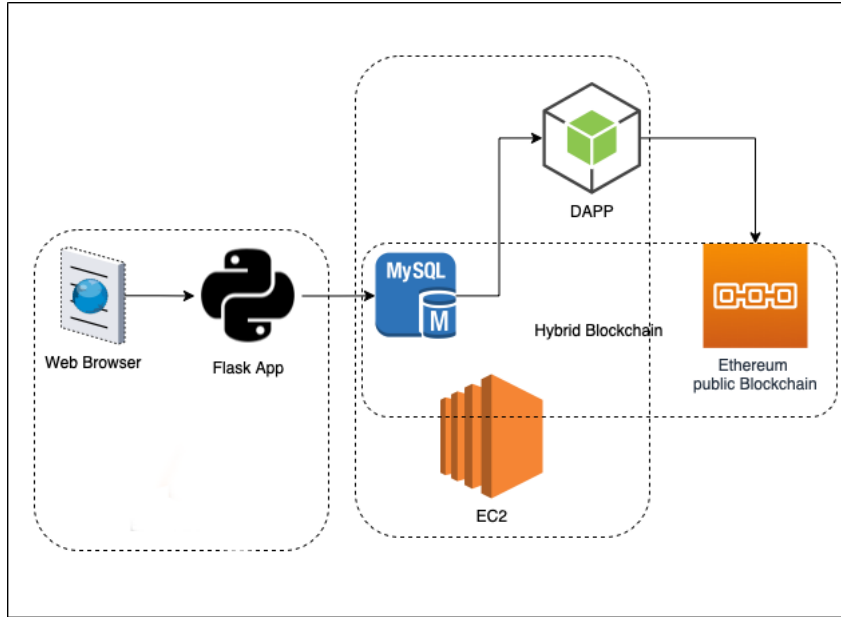 DAPP
MySQL
M
Hybrid Blockchain
Web Browser
Flask App
Ethereum
public Blockchain
EC2